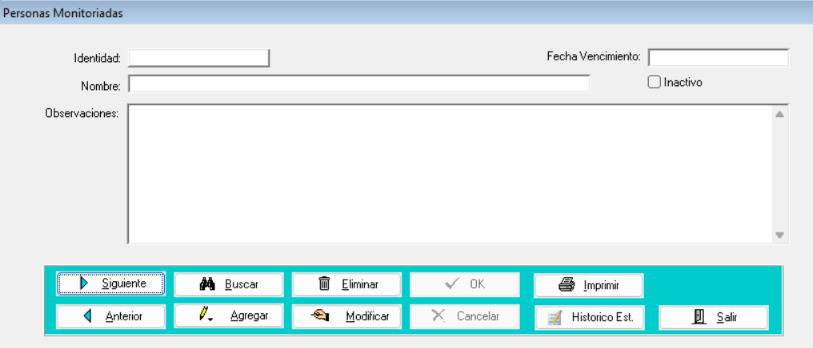 Personas Monitoriadas
Identidad:
Fecha Vencimiento:
Nombre:
Inactivo
Observaciones:
Siguiente
Buscar
Eliminar
OK
Imprimir
Anterior
Agregar
Modificar
Cancelar
Historico Est.
Salir